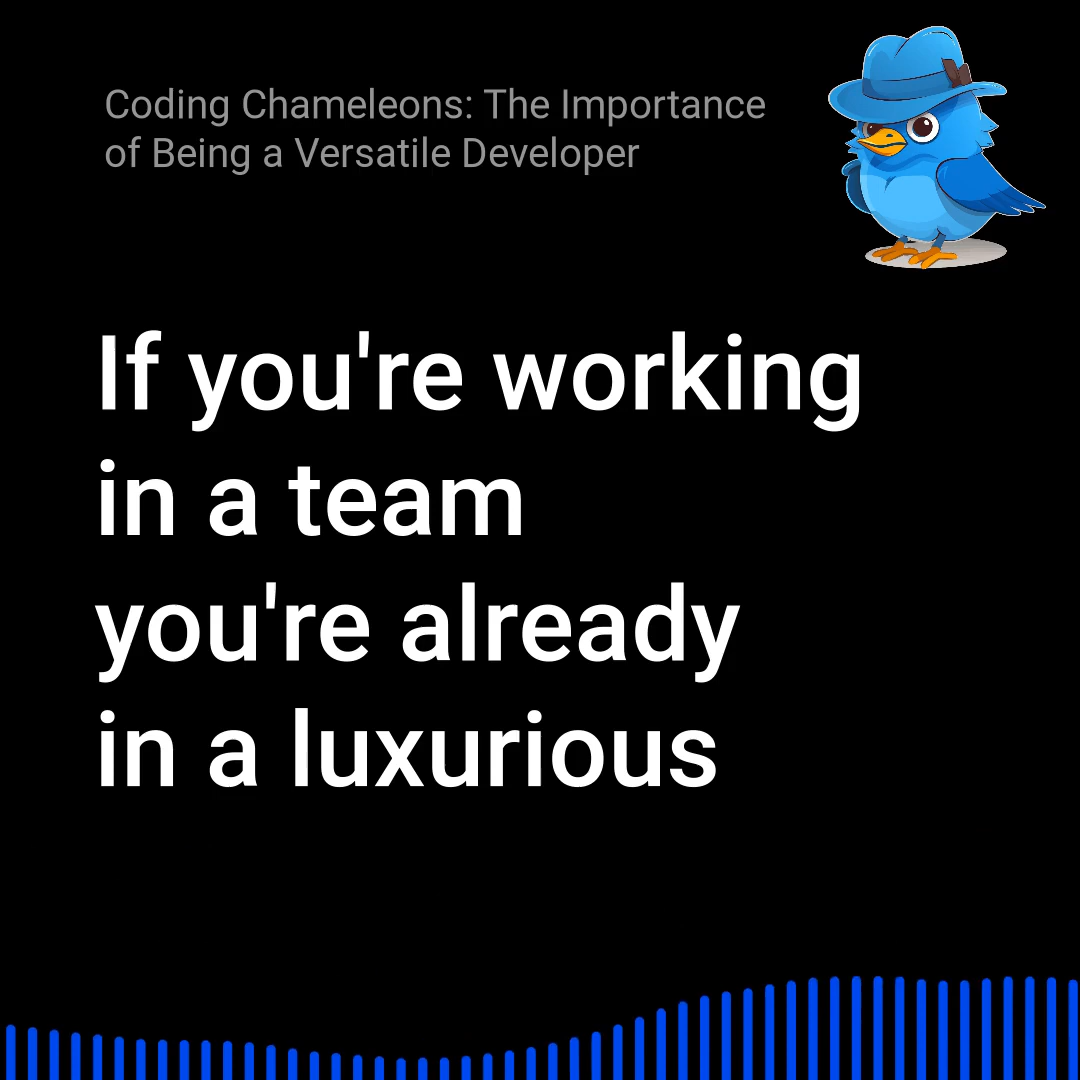 Coding Chameleons: The Importance
of Being a Versatile Developer
If you're working
in a team
you're already
in a luxurious